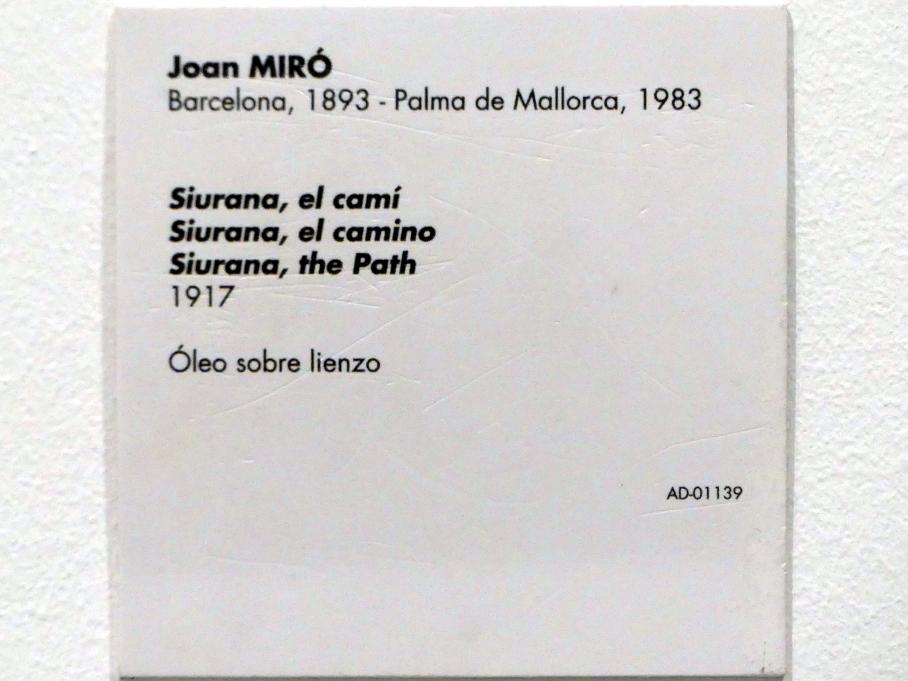 Joan MIRÓ
Barcelona, 1893 - Palma de Mallorca, 1983
Siurana, el camí
Siurana, el camino
Siurana, the Path
1917
Óleo sobre lienzo
AD-01139